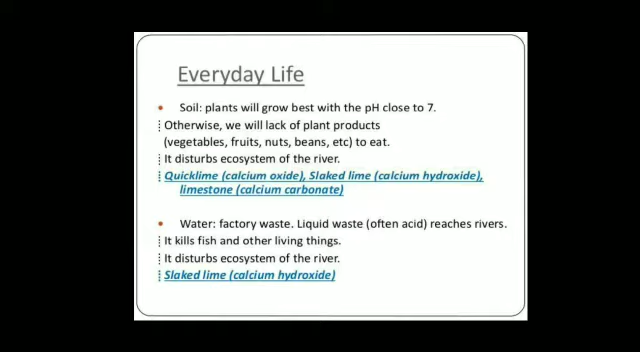 Everyday Life
• Soil: plants will grow best with the pH close to 7.
Otherwise, we will lack of plant products
(vegetables, fruits, nuts, beans, etc) to eat.
It disturbs ecosystem of the river.
Quicklime (calcium oxide), Slaked lime (calcium hydroxide),
limestone (calcium carbonate)
• Water: factory waste. Liquid waste (often acid) reaches rivers.
It kills fish and other living things.
It disturbs ecosystem of the river.
Slaked lime (calcium hydroxide)